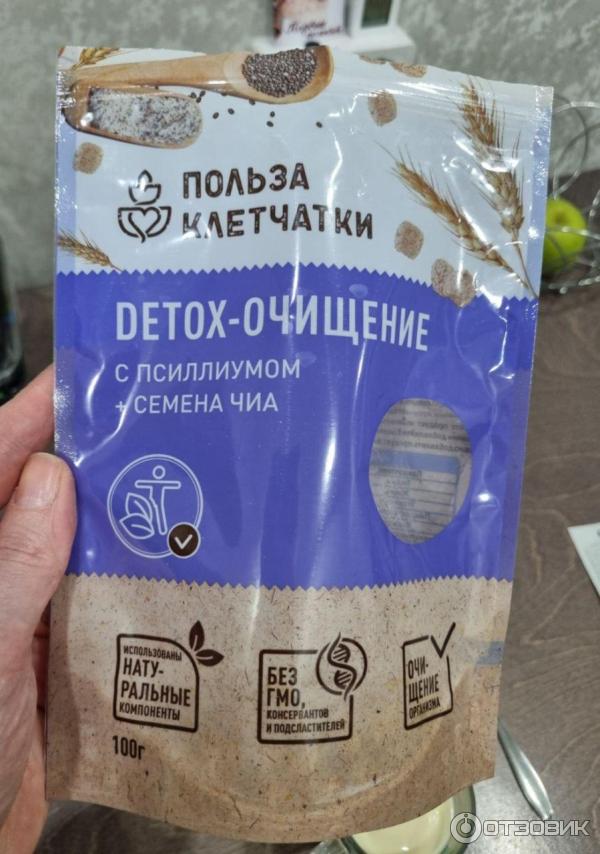 ПОЛЬЗА
КЛЕТЧАТКИ
DETOX-ОЧИЩЕНИЕ
С ПСИЛЛИУМОМ
+ СЕМЕНА ЧИА
ИСПОЛЬЗОВАНЫ
НАТУ-
РАЛЬНЫЕ
КОМПОНЕНТЫ
БЕЗ
ГМО,
КОНСЕРВАНТОВ
И ПОДСЛАСТИТЕЛЕЙ
ОЧИ-
ЩЕНИЕ
ОРГАНИЗМА
100г
ОТЗОВИК